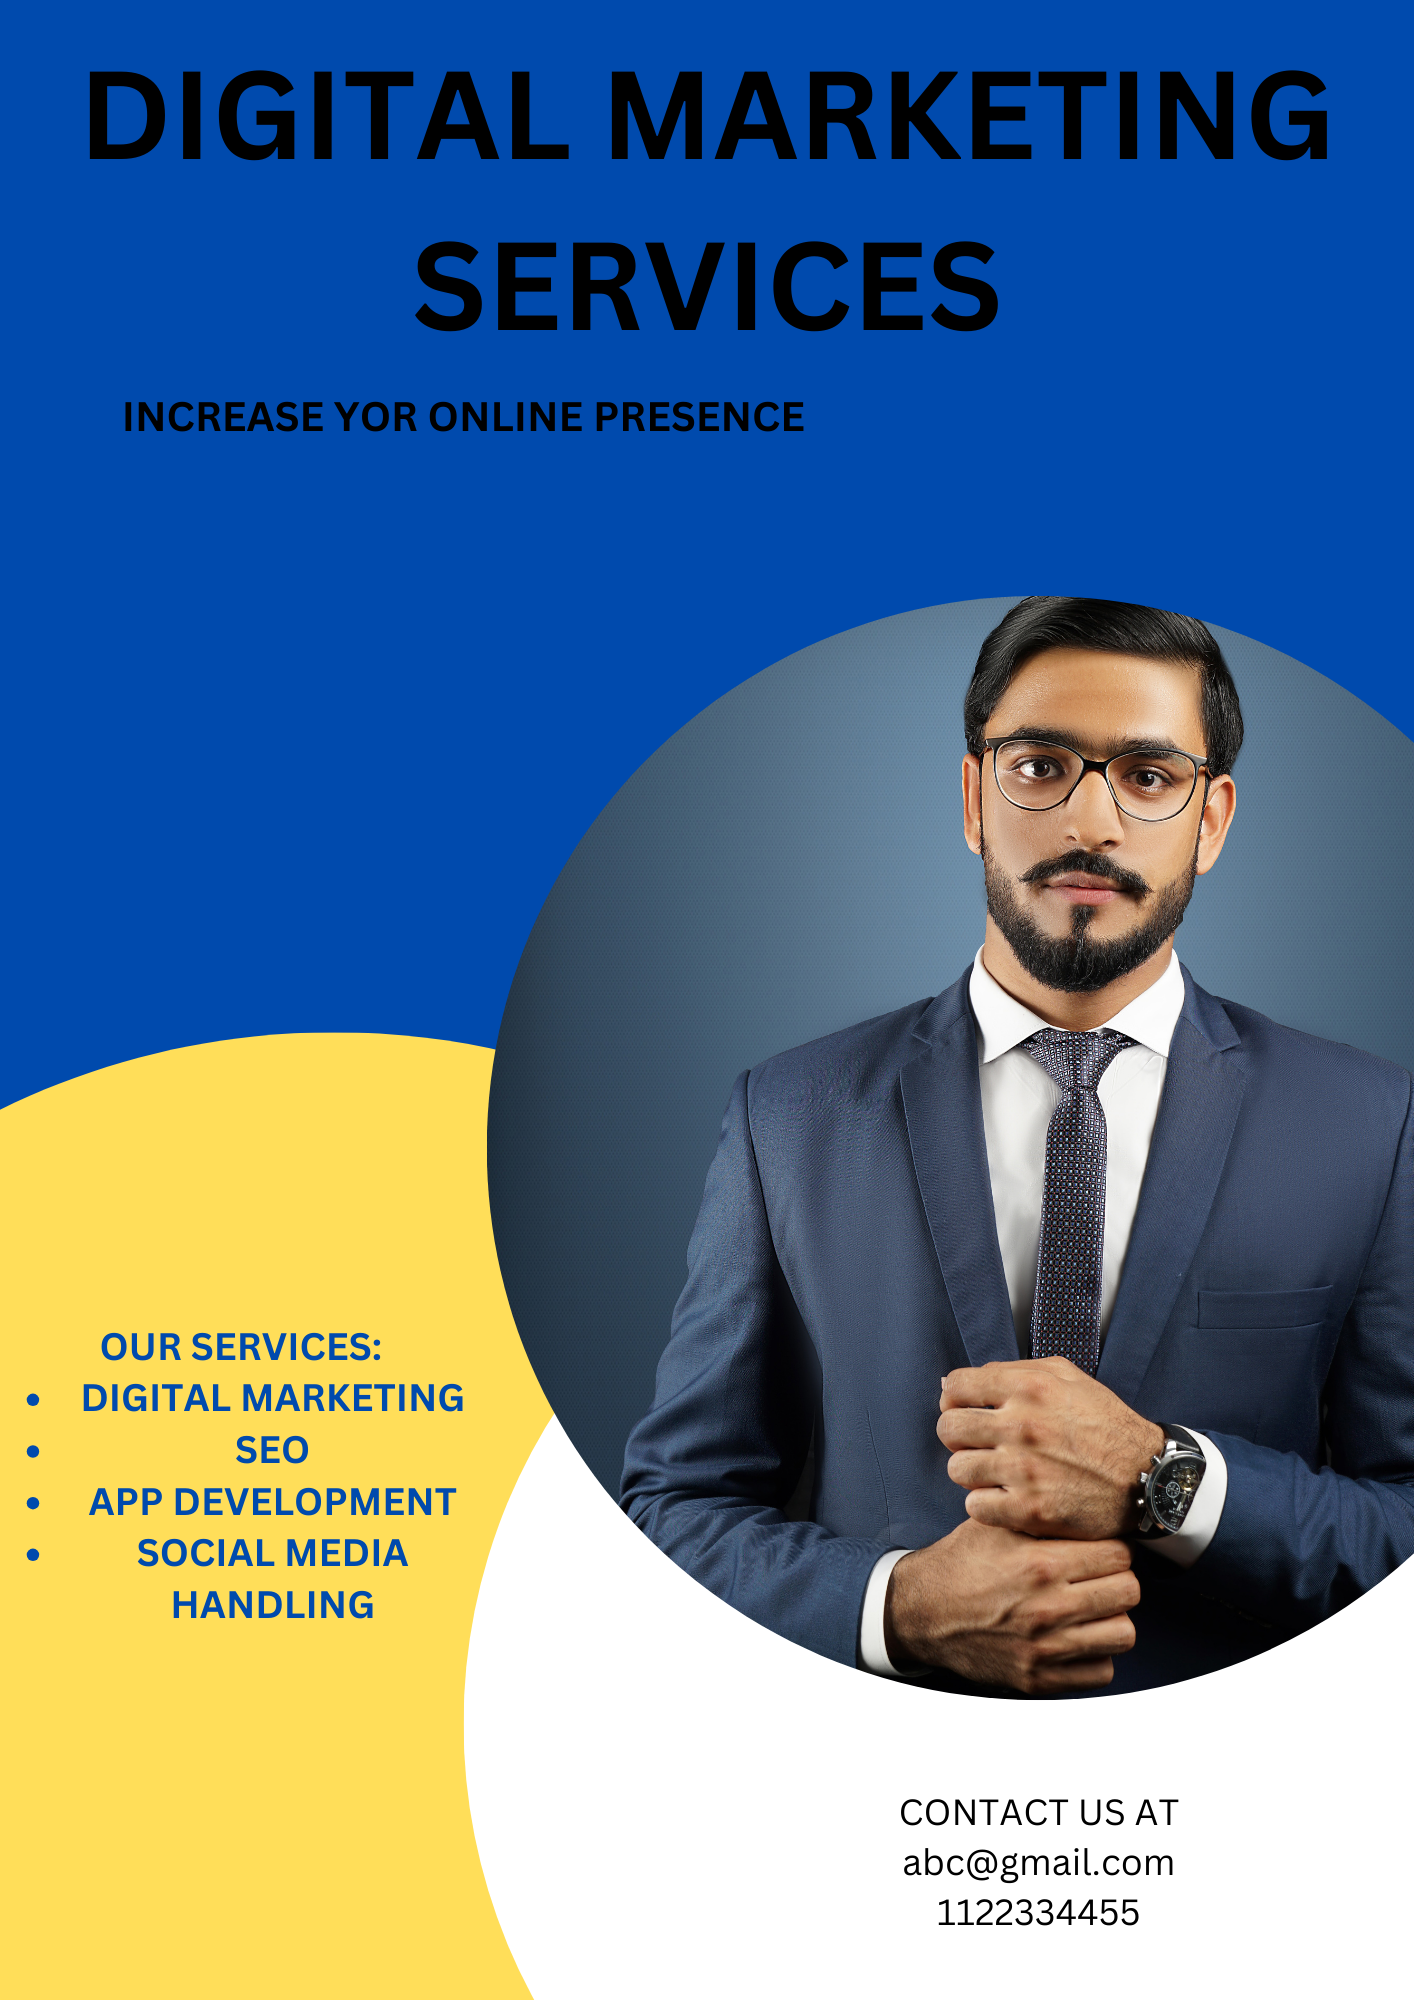 DIGITAL MARKETING
SERVICES
INCREASE YOR ONLINE PRESENCE
OUR SERVICES:
• DIGITAL MARKETING
• SEO
• APP DEVELOPMENT
• SOCIAL MEDIA
HANDLING
CONTACT US AT
abc@gmail.com
1122334455